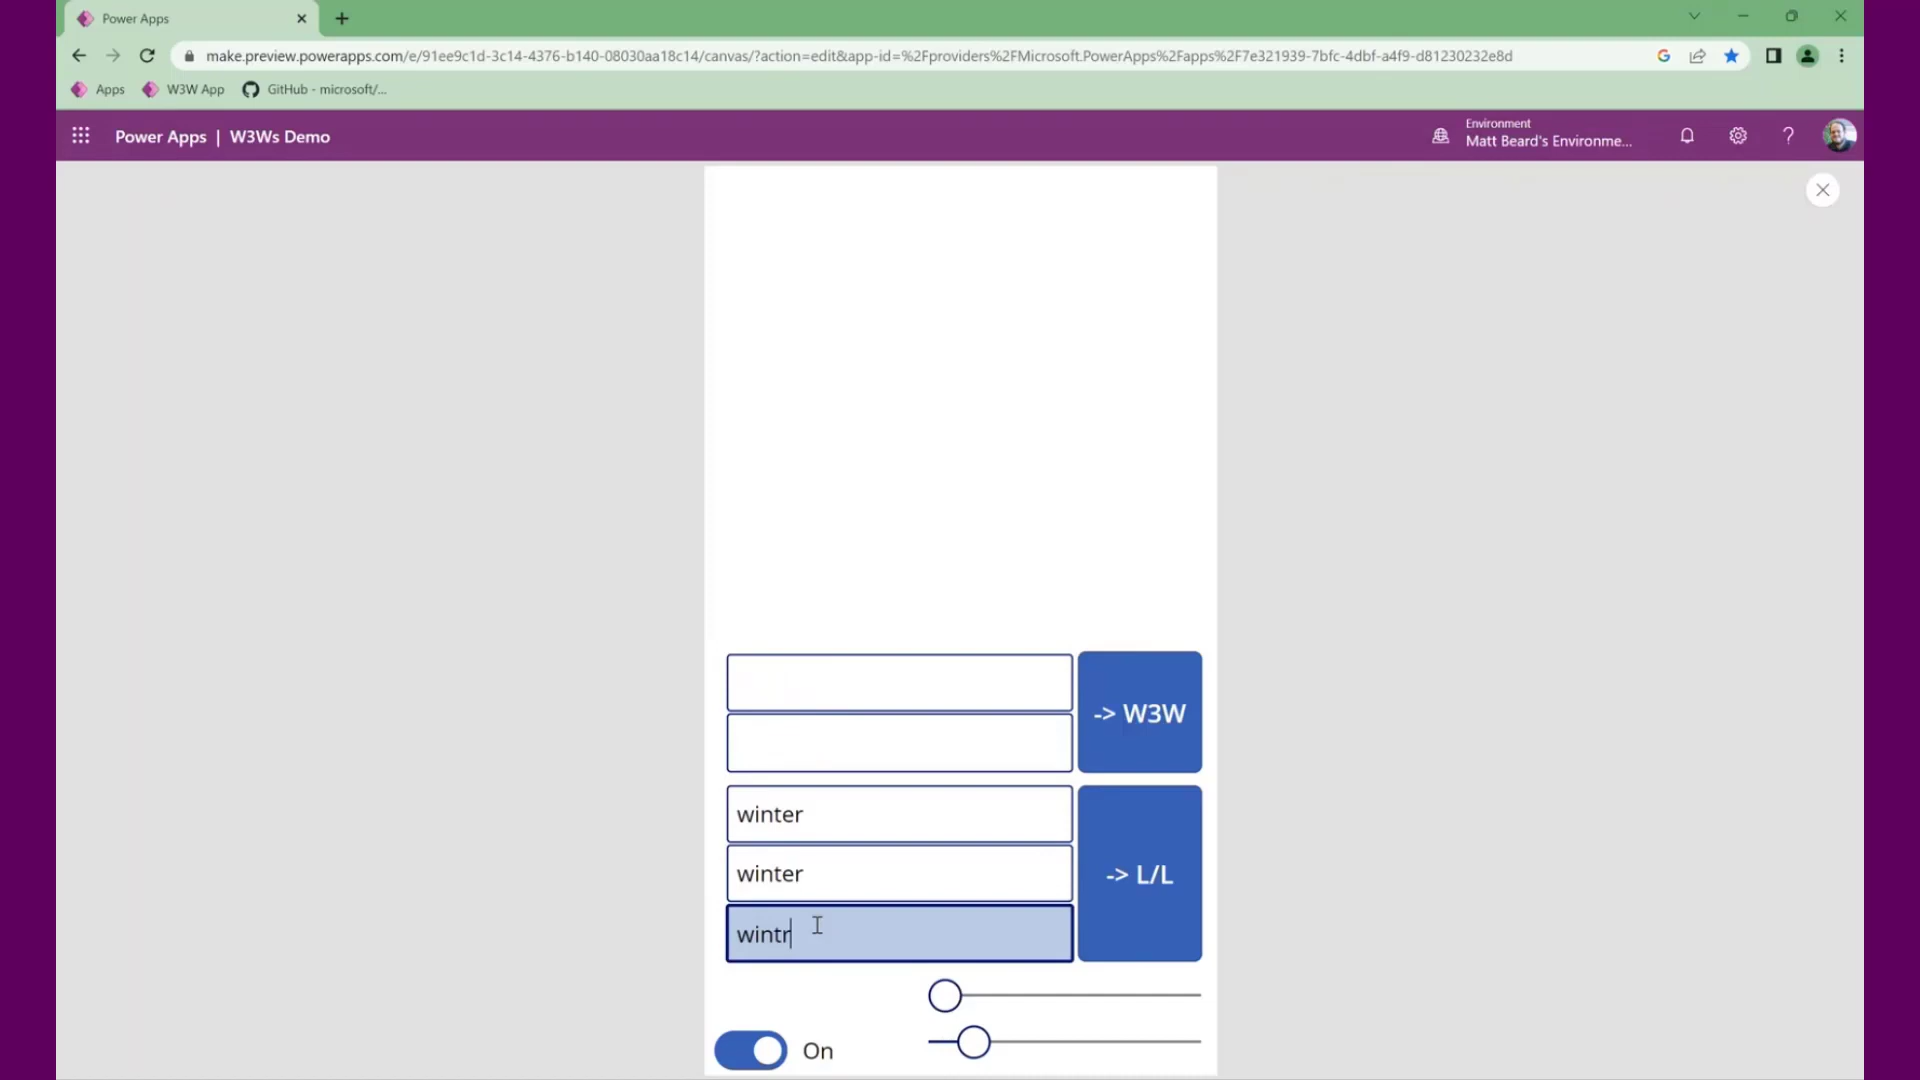 Power Apps
make.preview.powerapps.com/e/91ee9c1d-3c14-4376-b140-08030aa18c14/canvas/?action=edit&app-id=%2Fproviders%2FMicrosoft.PowerApps%2Fapps%2F7e321939-7bfc-4dbf-a4f9-d81230232e8d
Apps W3W App GitHub - microsoft/...
Power Apps | W3Ws Demo
Environment
Matt Beard's Environme...
-> W3W
winter
winter
-> L/L
wintr
On